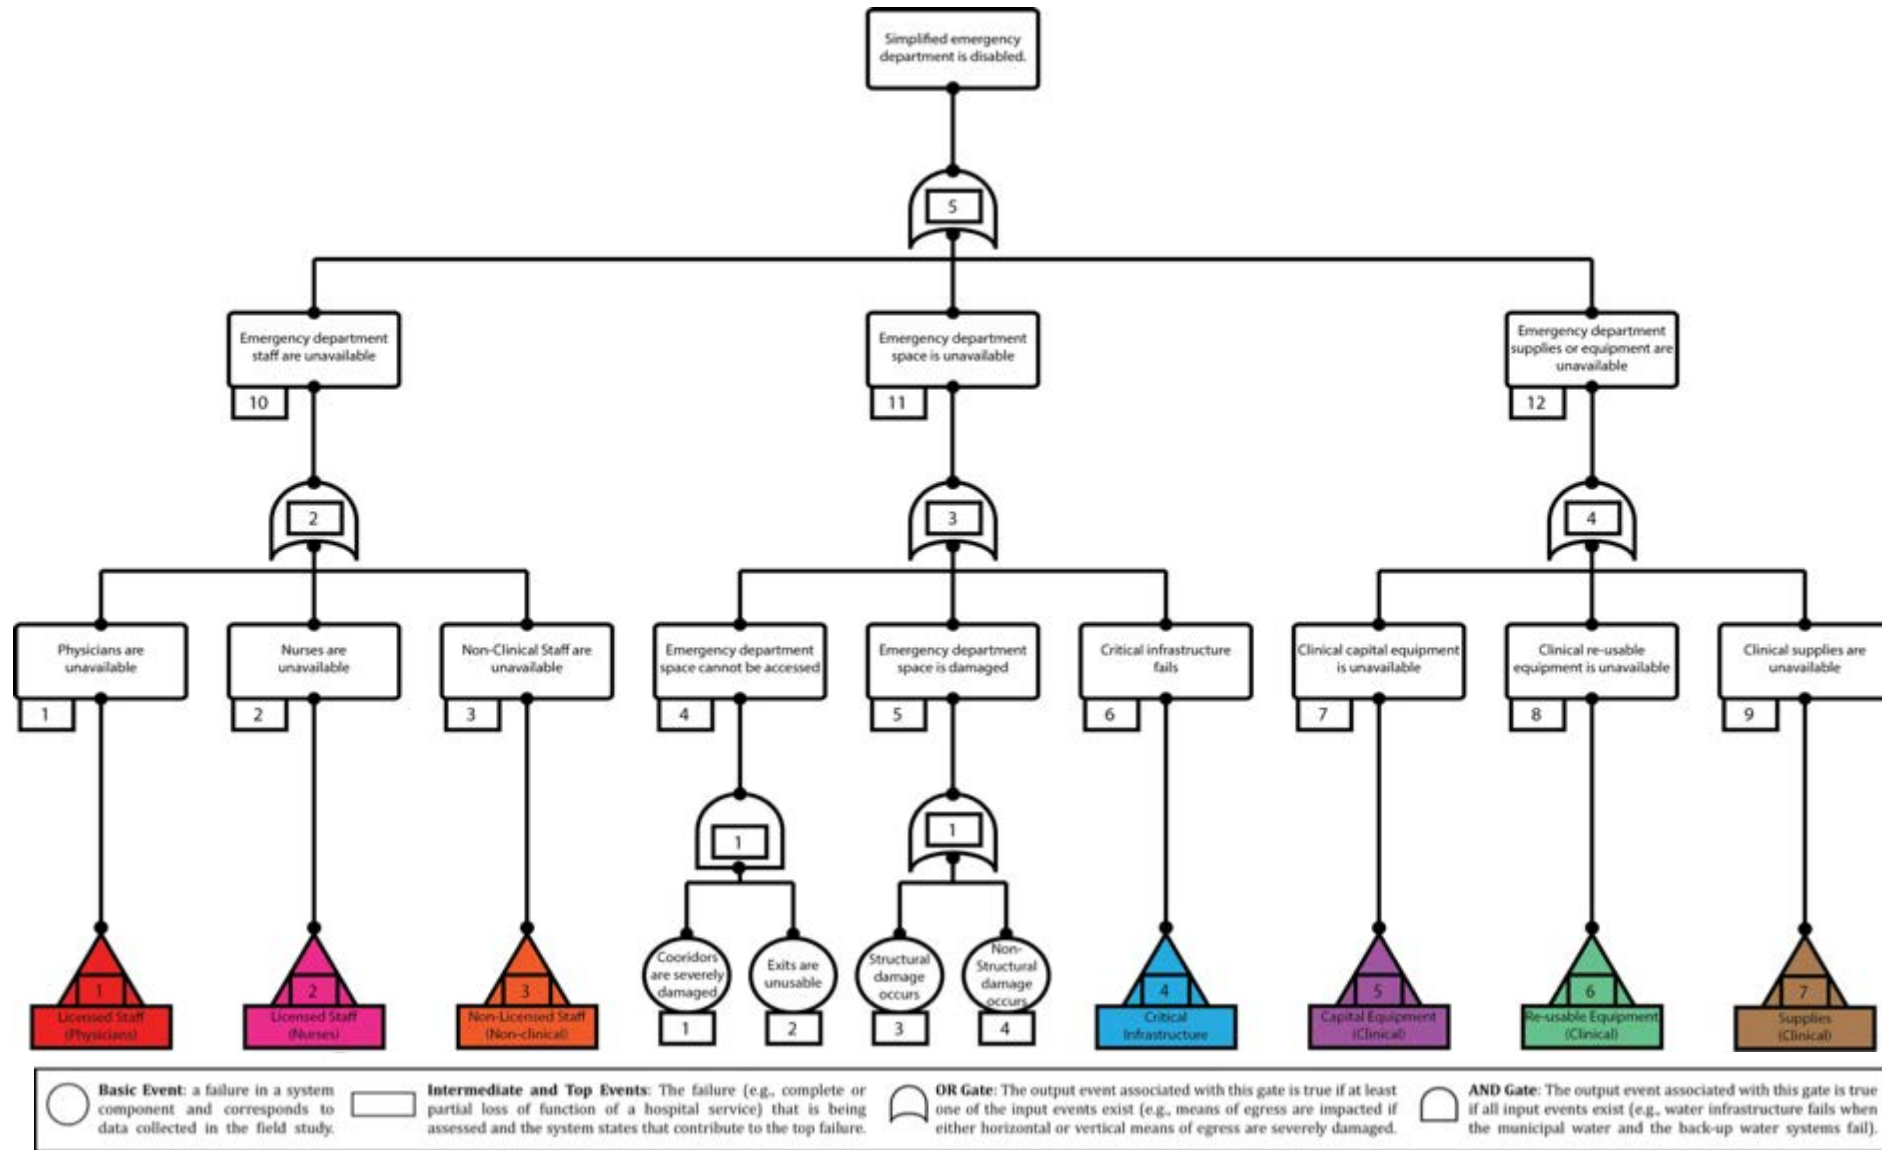 Simplified emergency
department is disabled.
5
Emergency department
staff are unavailable
10
Emergency department
space is unavailable
11
Emergency department
supplies or equipment are
unavailable
12
2
3
4
Physicians are
unavailable
1
Nurses are
unavailable
2
Non-Clinical Staff are
unavailable
3
Emergency department
space cannot be accessed
4
Emergency department
space is damaged
5
Critical infrastructure
fails
6
Clinical capital equipment
is unavailable
7
Clinical re-usable
equipment is unavailable
8
Clinical supplies are
unavailable
9
1
1
1
Licensed Staff
(Physicians)
2
Licensed Staff
(Nurses)
3
Non-Licensed Staff
(Non-clinical)
Cooridors
are severely
damaged
1
Exits are
unusable
2
Structural
damage
occurs
3
Non-
Structural
damage
occurs
4
4
Critical
Infrastructure
5
Capital Equipment
(Clinical)
6
Re-usable Equipment
(Clinical)
7
Supplies
(Clinical)
Basic Event: a failure in a system
component and corresponds to
data collected in the field study.
Intermediate and Top Events: The failure (e.g., complete or
partial loss of function of a hospital service) that is being
assessed and the system states that contribute to the top failure.
OR Gate: The output event associated with this gate is true if at least
one of the input events exist (e.g., means of egress are impacted if
either horizontal or vertical means of egress are severely damaged.
AND Gate: The output event associated with this gate is true
if all input events exist (e.g., water infrastructure fails when
the municipal water and the back-up water systems fail).